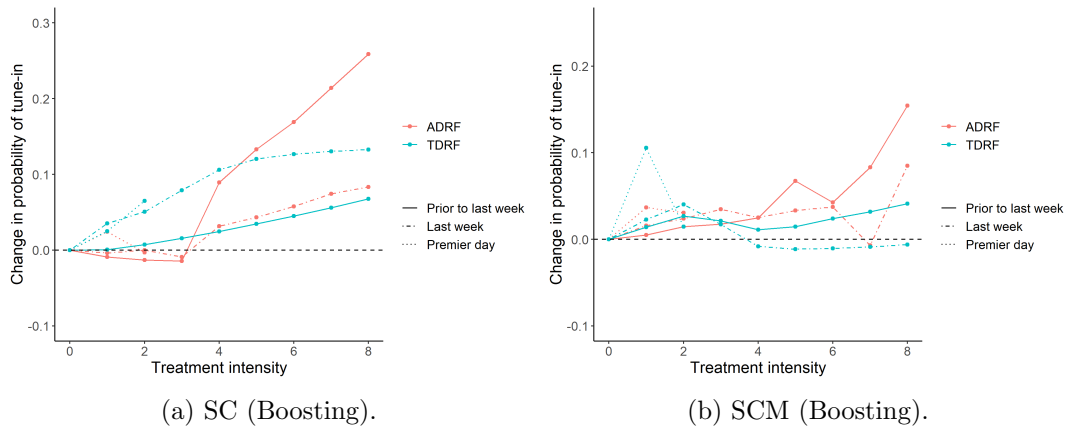 Change in probability of tune-in
0.3
0.2
0.1
0.0
-0.1
0
2
4
6
8
Treatment intensity
ADRF
TDRF
Prior to last week
Last week
Premier day
(a) SC (Boosting).
Change in probability of tune-in
0.2
0.1
0.0
-0.1
0
2
4
6
8
Treatment intensity
ADRF
TDRF
Prior to last week
Last week
Premier day
(b) SCM (Boosting).